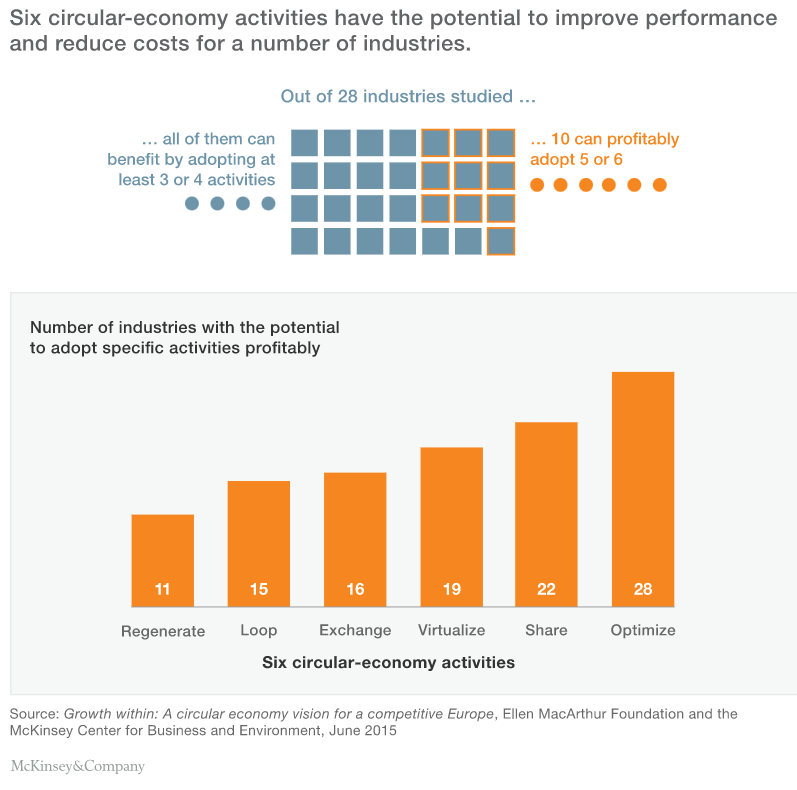 Six circular-economy activities have the potential to improve performance
and reduce costs for a number of industries.
Out of 28 industries studied ...
... all of them can
benefit by adopting at
least 3 or 4 activities
... 10 can profitably
adopt 5 or 6
Number of industries with the potential
to adopt specific activities profitably
11
15
16
19
22
28
Regenerate
Loop
Exchange
Virtualize
Share
Optimize
Six circular-economy activities
Source: Growth within: A circular economy vision for a competitive Europe, Ellen MacArthur Foundation and the
McKinsey Center for Business and Environment, June 2015
McKinsey&Company